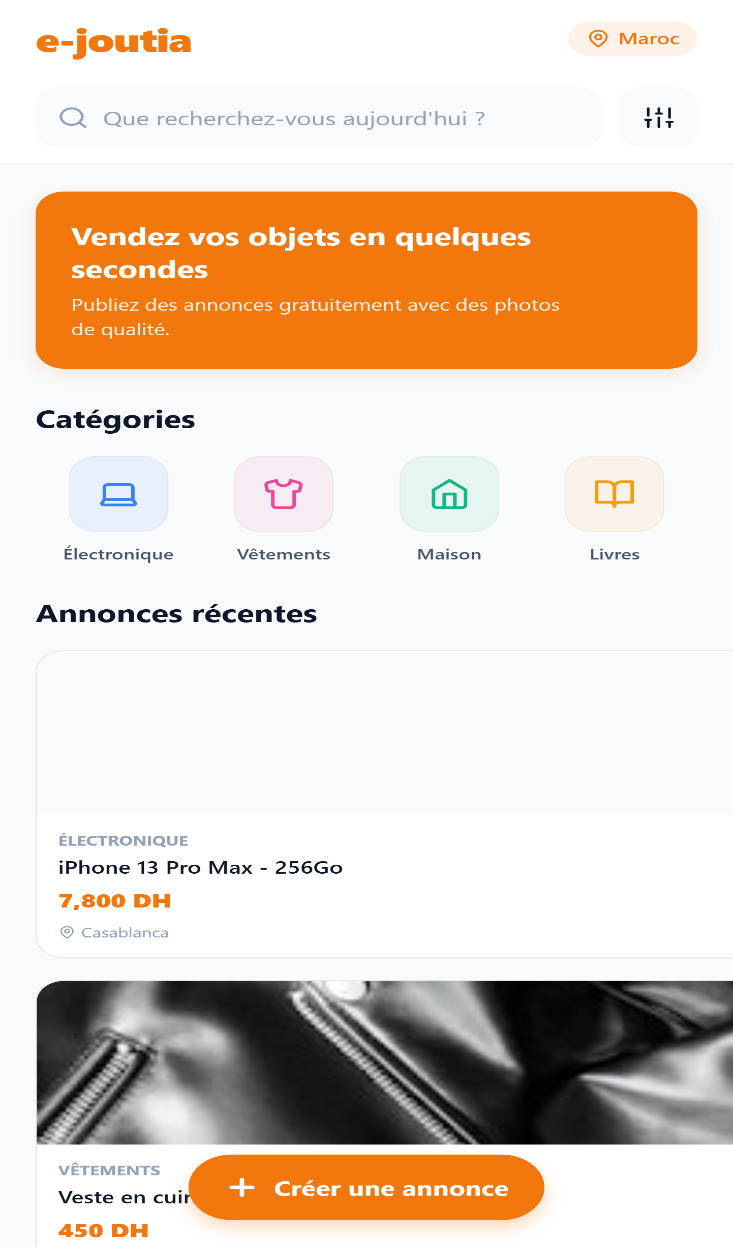 e-joutia
Maroc
Que recherchez-vous aujourd'hui ?
Vendez vos objets en quelques
secondes
Publiez des annonces gratuitement avec des photos
de qualité.
Catégories
Électronique
Vêtements
Maison
Livres
Annonces récentes
ÉLECTRONIQUE
iPhone 13 Pro Max - 256Go
7,800 DH
Casablanca
VÊTEMENTS
Veste en cuir
450 DH
Créer une annonce